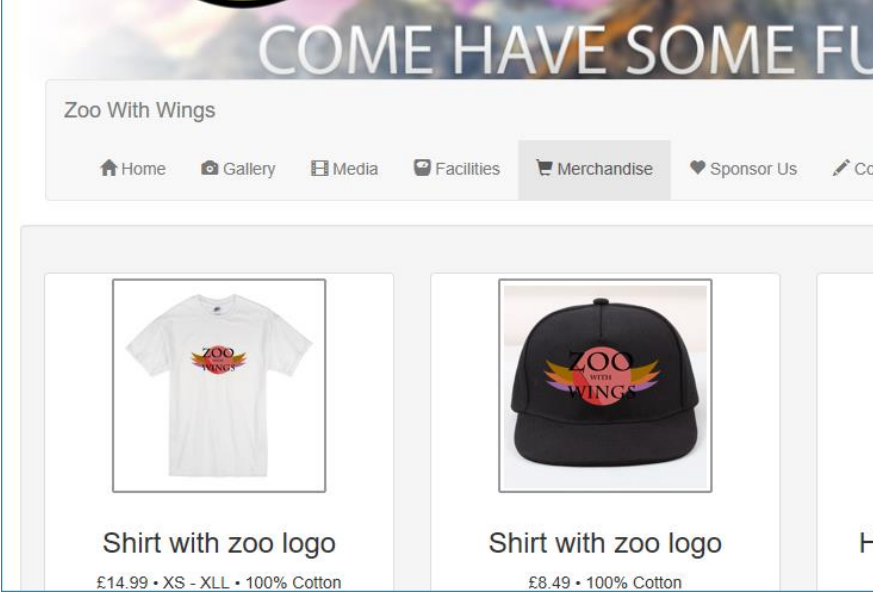 COME HAVE SOME FU
Zoo With Wings
Home Gallery Media Facilities Merchandise Sponsor Us Co
ZOO
WITH
WINGS
ZOO
WITH
WINGS
Shirt with zoo logo
£14.99 • XS - XLL • 100% Cotton
Shirt with zoo logo
£8.49 • 100% Cotton
H